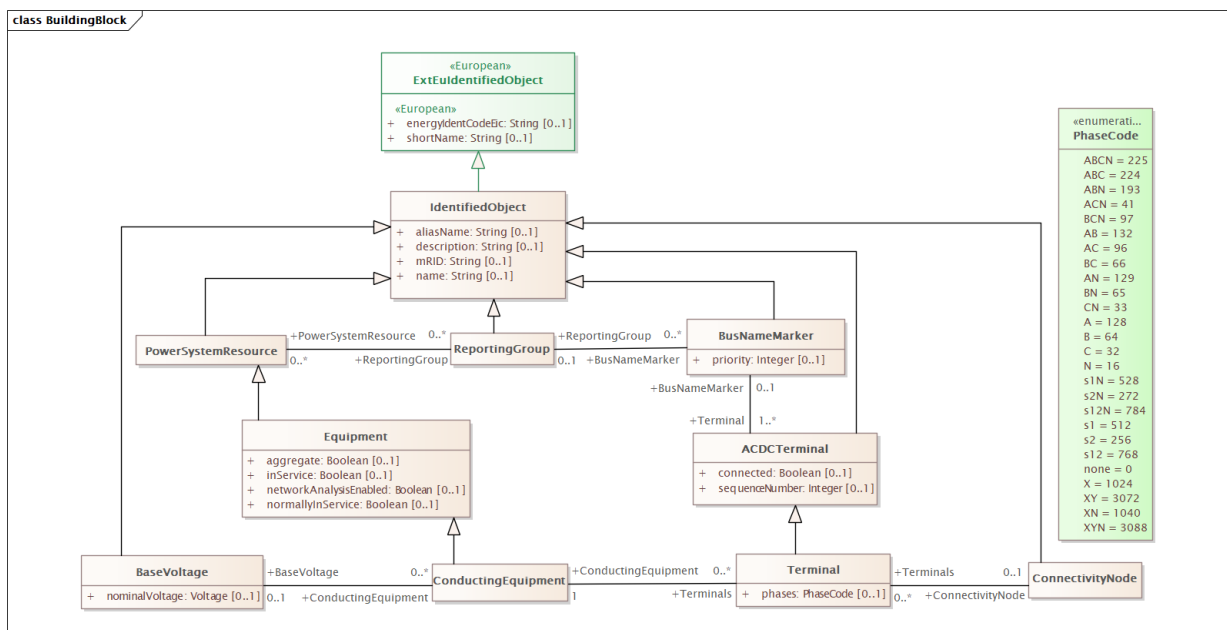 class BuildingBlock
«European»
ExtEuIdentifiedObject
«European»
+ energyIdentCodeEic: String [0..1]
+ shortName: String [0..1]
IdentifiedObject
+ aliasName: String [0..1]
+ description: String [0..1]
+ mRID: String [0..1]
+ name: String [0..1]
«enumerati...
PhaseCode
ABCN = 225
ABC = 224
ABN = 193
ACN = 41
BCN = 97
AB = 132
AC = 96
BC = 66
AN = 129
BN = 65
CN = 33
A = 128
B = 64
C = 32
N = 16
s1N = 528
s2N = 272
s12N = 784
s1 = 512
s2 = 256
s12 = 768
none = 0
X = 1024
XY = 3072
XN = 1040
XYN = 3088
PowerSystemResource
+PowerSystemResource 0..*
0..* +ReportingGroup
ReportingGroup
+ReportingGroup 0..*
0..1 +BusNameMarker
BusNameMarker
+ priority: Integer [0..1]
+BusNameMarker 0..1
+Terminal 1..*
Equipment
+ aggregate: Boolean [0..1]
+ inService: Boolean [0..1]
+ networkAnalysisEnabled: Boolean [0..1]
+ normallyInService: Boolean [0..1]
ACDCTerminal
+ connected: Boolean [0..1]
+ sequenceNumber: Integer [0..1]
BaseVoltage
+ nominalVoltage: Voltage [0..1]
+BaseVoltage 0..*
0..1 +ConductingEquipment
ConductingEquipment
+ConductingEquipment 0..*
1 +Terminals
Terminal
+ phases: PhaseCode [0..1]
+Terminals 0..1
0..* +ConnectivityNode
ConnectivityNode